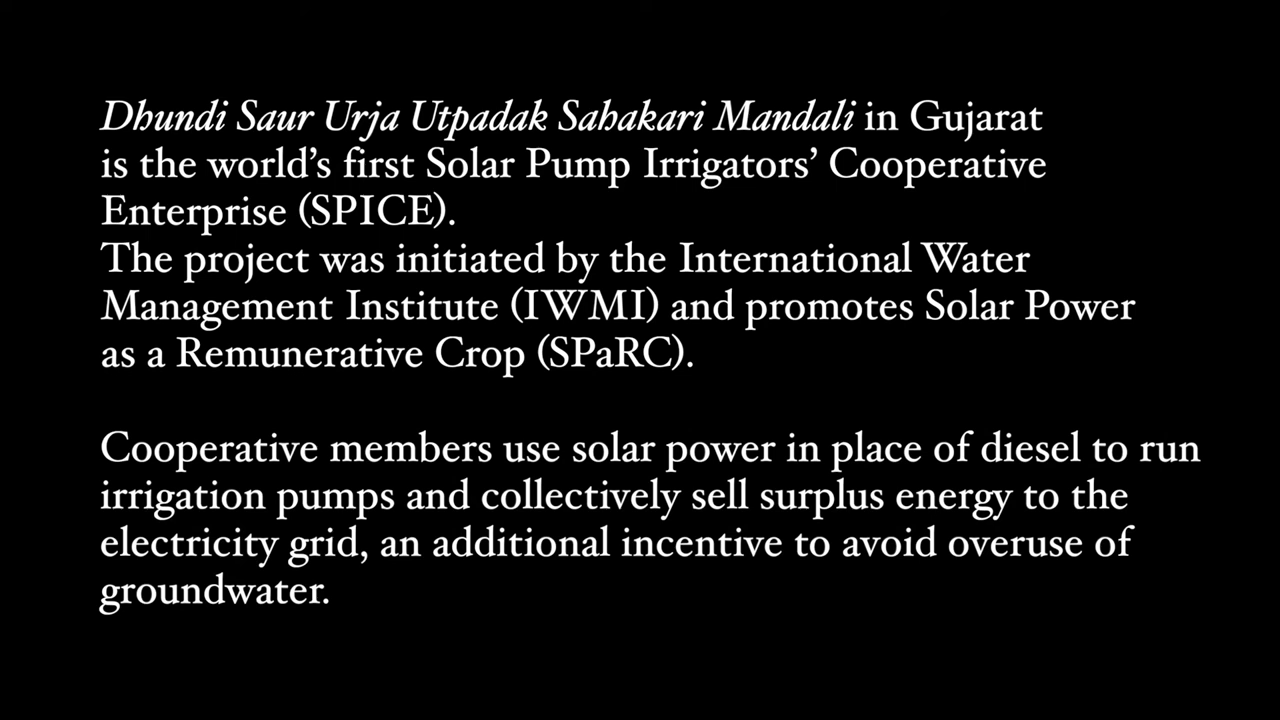 Dhundi Saur Urja Utpadak Sahakari Mandali in Gujarat
is the world’s first Solar Pump Irrigators’ Cooperative
Enterprise (SPICE).
The project was initiated by the International Water
Management Institute (IWMI) and promotes Solar Power
as a Remunerative Crop (SPaRC).
Cooperative members use solar power in place of diesel to run
irrigation pumps and collectively sell surplus energy to the
electricity grid, an additional incentive to avoid overuse of
groundwater.